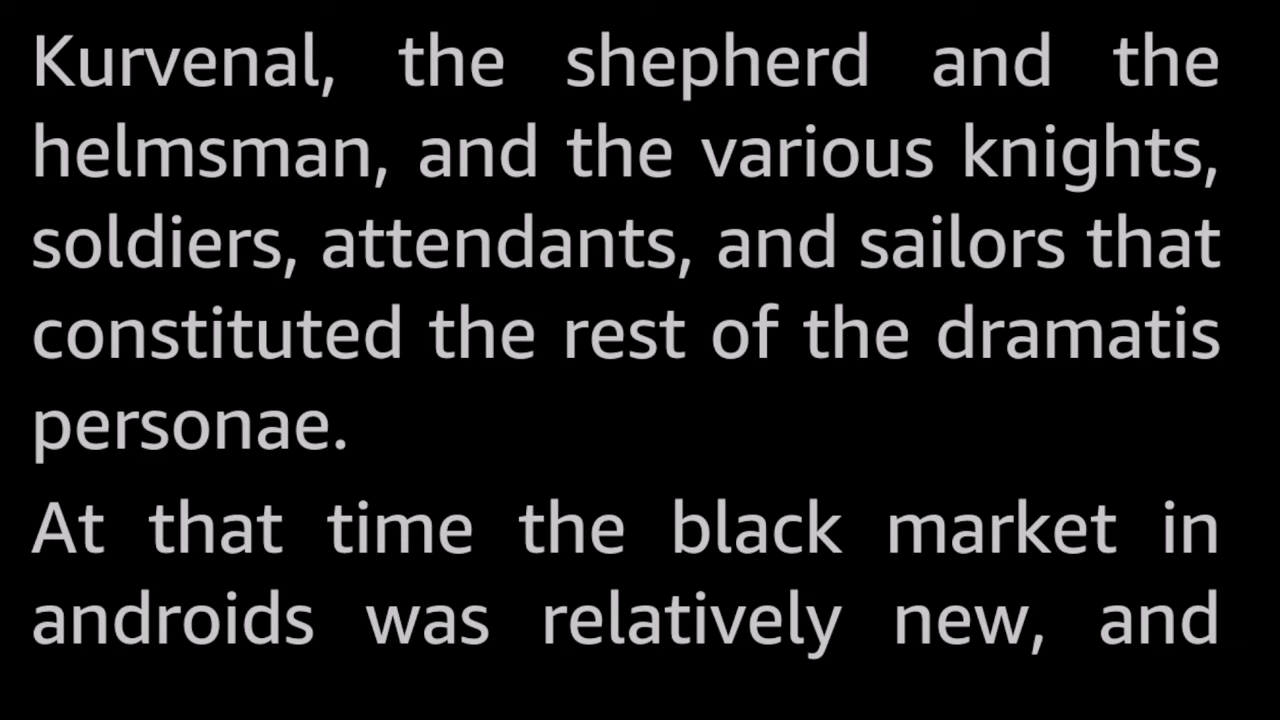 Kurvenal, the shepherd and the
helmsman, and the various knights,
soldiers, attendants, and sailors that
constituted the rest of the dramatis
personae.
At that time the black market in
androids was relatively new, and